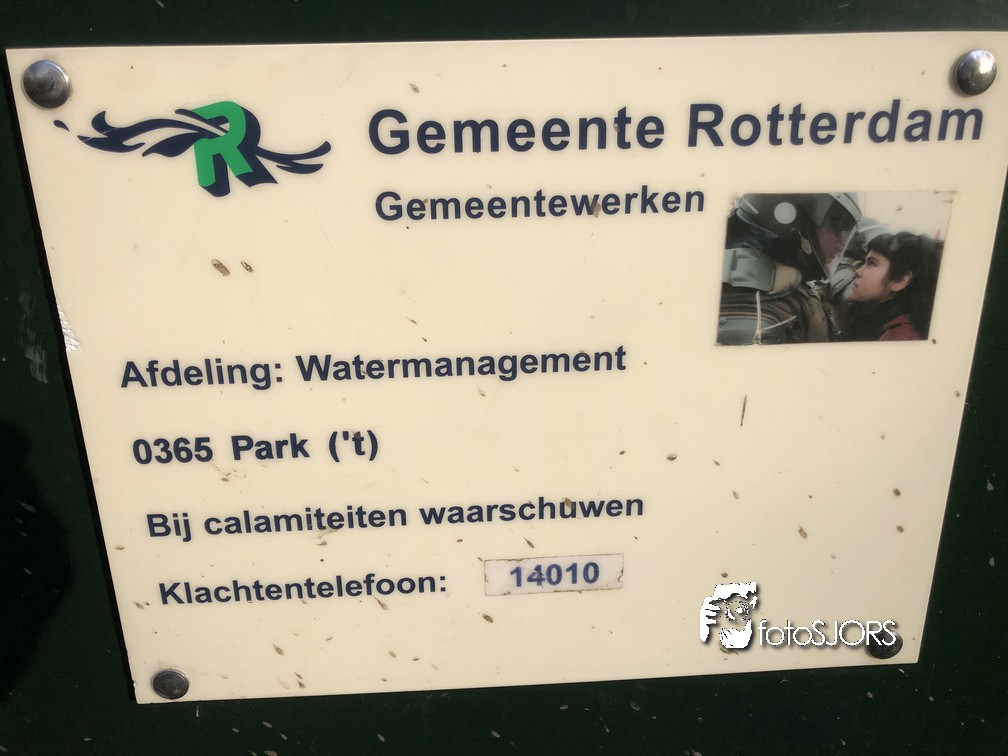 R
Gemeente Rotterdam
Gemeentewerken
Afdeling: Watermanagement
0365 Park ('t)
Bij calamiteiten waarschuwen
Klachtentelefoon: 14010
fotoSJORS